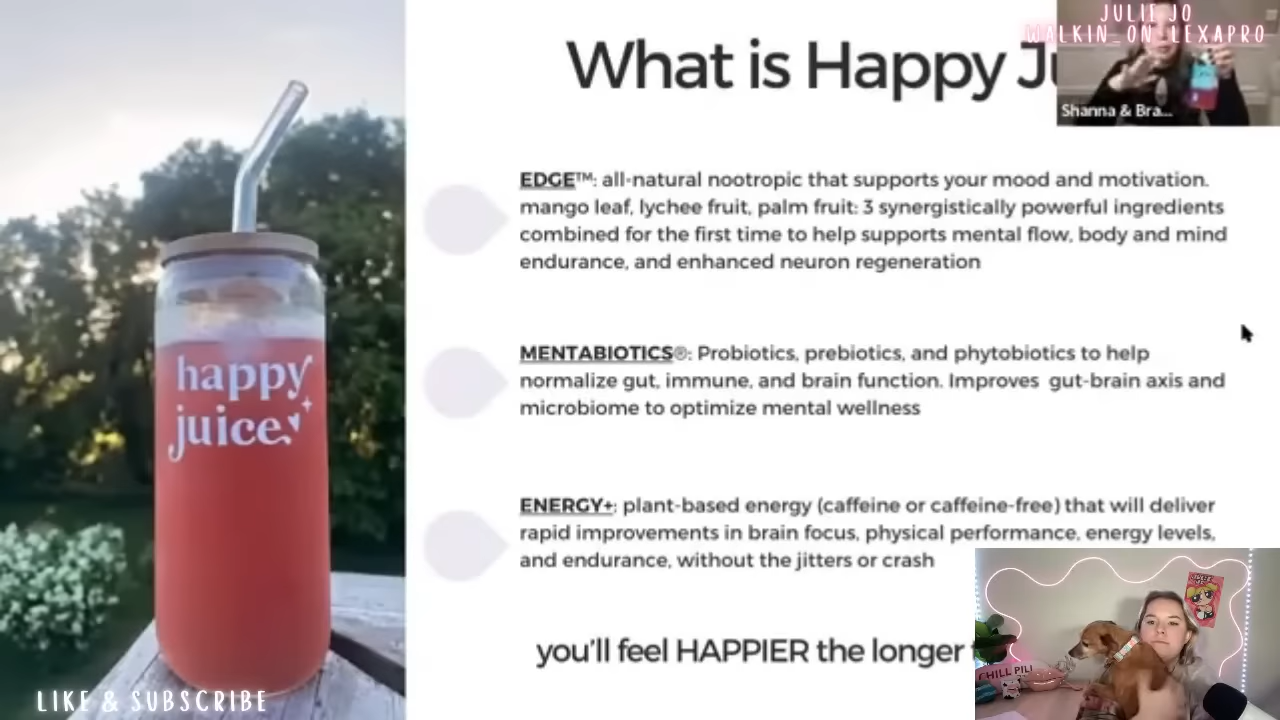 JULIE JO
WALKIN_ON_LEXAPRO
What is Happy Ju
Shanna & Bra...
EDGE™: all-natural nootropic that supports your mood and motivation.
mango leaf, lychee fruit, palm fruit: 3 synergistically powerful ingredients
combined for the first time to help supports mental flow, body and mind
endurance, and enhanced neuron regeneration
happy
juice.
MENTABIOTICS®: Probiotics, prebiotics, and phytobiotics to help
normalize gut, immune, and brain function. Improves gut-brain axis and
microbiome to optimize mental wellness
ENERGY+: plant-based energy (caffeine or caffeine-free) that will deliver
rapid improvements in brain focus, physical performance, energy levels,
and endurance, without the jitters or crash
you'll feel HAPPIER the longer
CHILL PILL
LIKE & SUBSCRIBE